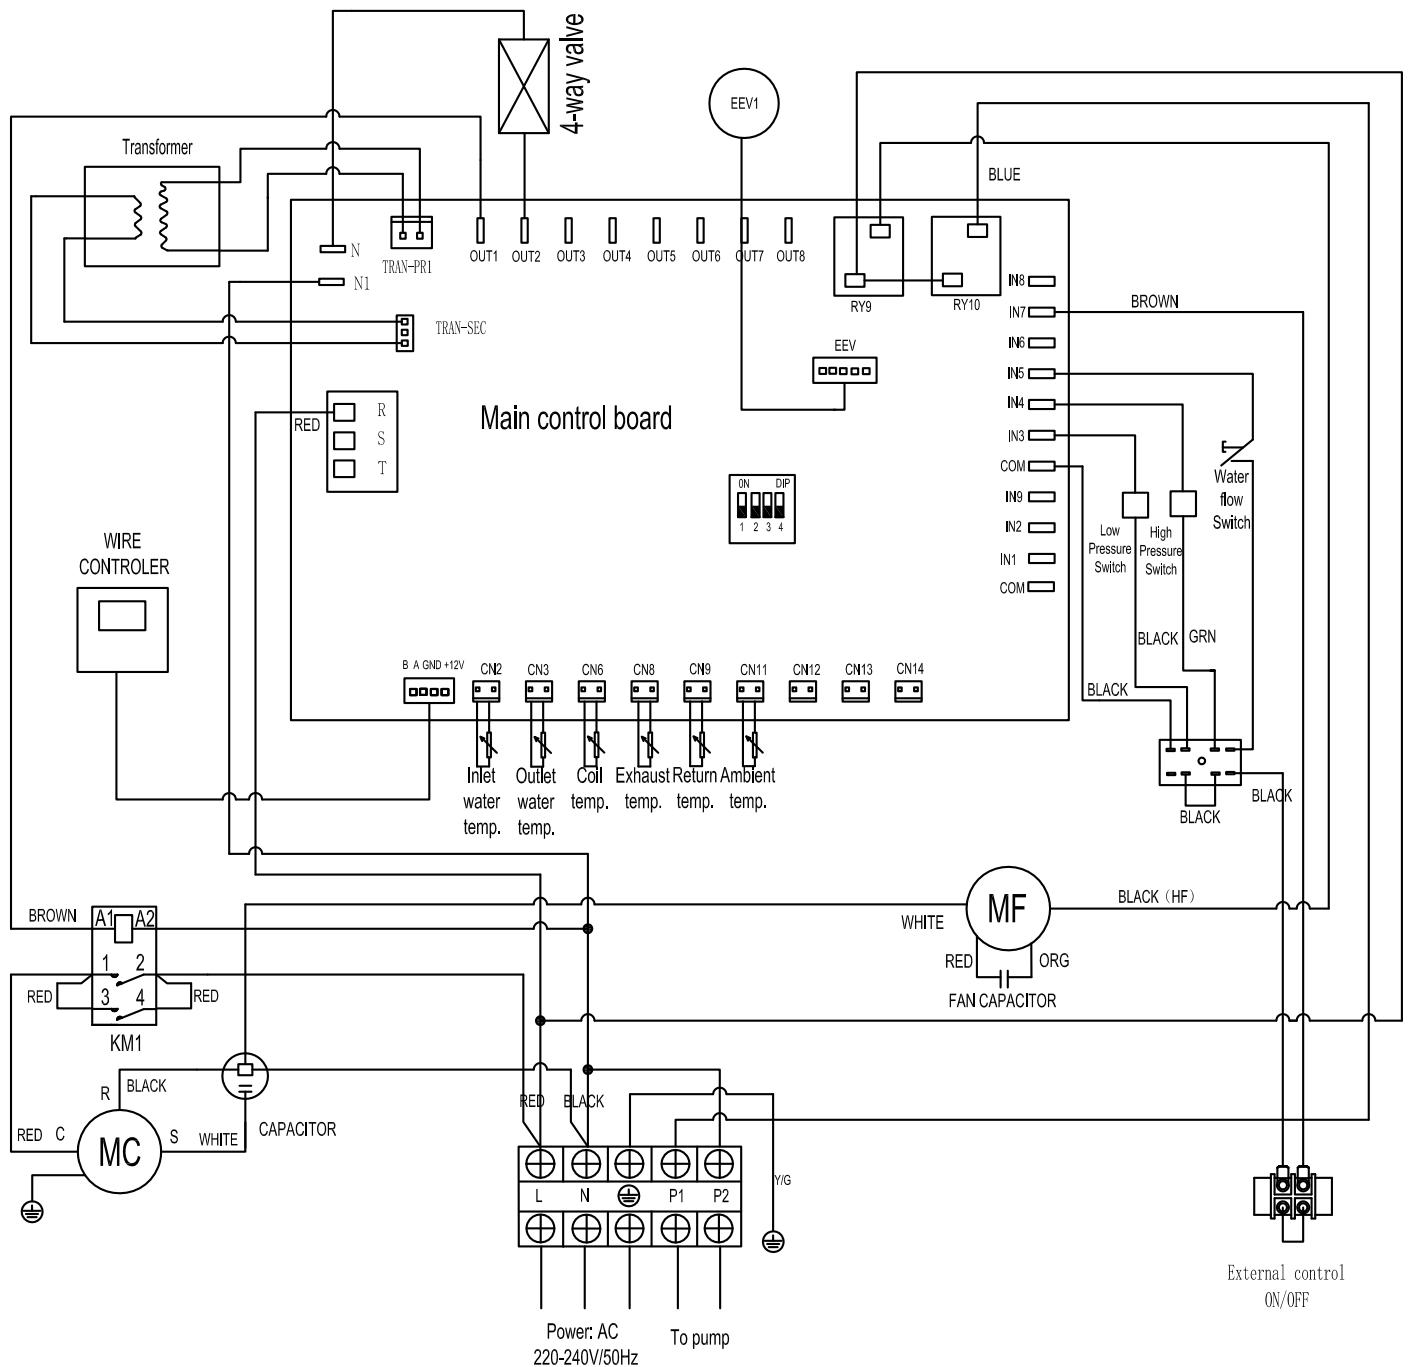 4-way valve
EEV1
Transformer
BLUE
N
TRAN-PR1
OUT1
OUT2
OUT3
OUT4
OUT5
OUT6
OUT7
OUT8
N1
RY9
RY10
IN8
IN7
BROWN
TRAN-SEC
IN6
EEV
IN5
R
RED
S
T
Main control board
IN4
IN3
COM
Water
flow
Switch
ON DIP
1 2 3 4
IN9
IN2
IN1
COM
Low
Pressure
Switch
High
Pressure
Switch
WIRE
CONTROLER
BLACK
GRN
B A GND +12V
CN2
CN3
CN6
CN8
CN9
CN11
CN12
CN13
CN14
BLACK
Inlet
water
temp.
Outlet
water
temp.
Coil
temp.
Exhaust
temp.
Return
temp.
Ambient
temp.
BLACK
BLACK
BROWN
A1 A2
WHITE
MF
BLACK (HF)
1 2
RED
3 4
RED
RED
ORG
FAN CAPACITOR
KM1
R
BLACK
RED
BLACK
RED C
MC
S
WHITE
CAPACITOR
L
N
P1
P2
Y/G
Power: AC
220-240V/50Hz
To pump
External control
ON/OFF